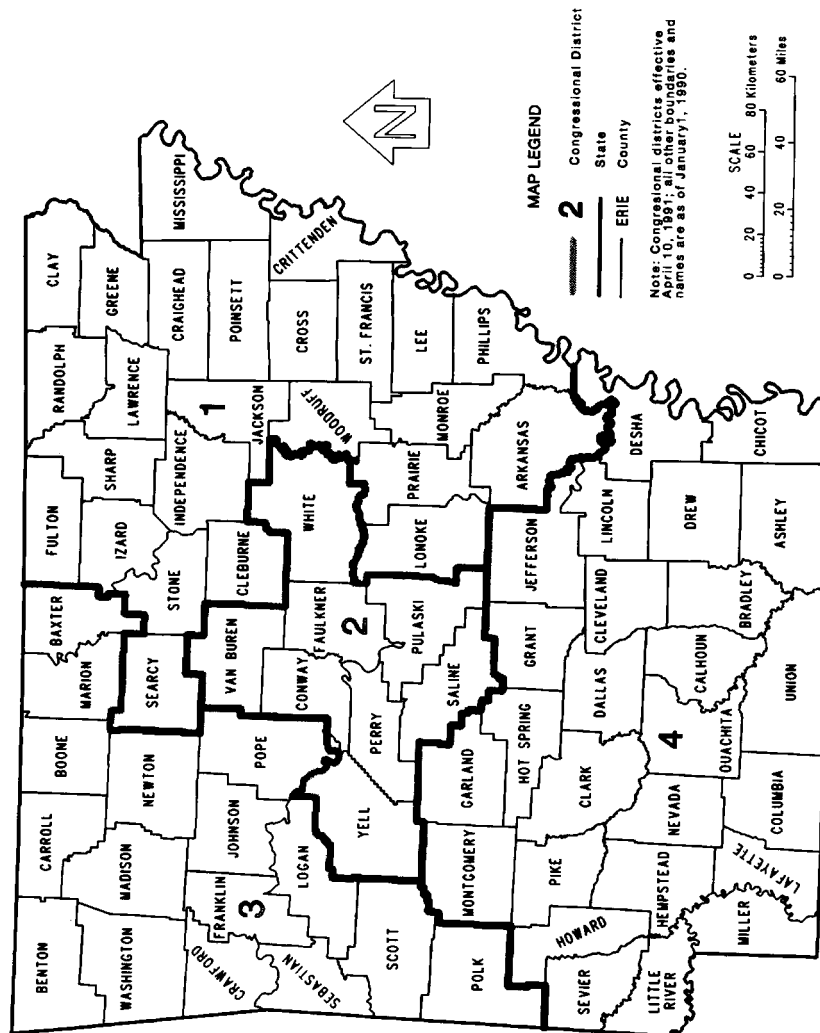 BENTON
CARROLL
BOONE
MARION
BAXTER
FULTON
RANDOLPH
CLAY
WASHINGTON
MADISON
NEWTON
SEARCY
IZARD
SHARP
LAWRENCE
GREENE
STONE
INDEPENDENCE
1
CRAIGHEAD
MISSISSIPPI
CRAWFORD
FRANKLIN
3
JOHNSON
POPE
VAN BUREN
CLEBURNE
JACKSON
POINSETT
SEBASTIAN
LOGAN
CONWAY
FAULKNER
2
WHITE
WOODRUFF
CROSS
CRITTENDEN
SCOTT
YELL
PERRY
PULASKI
LONOKE
PRAIRIE
MONROE
ST. FRANCIS
LEE
POLK
MONTGOMERY
GARLAND
SALINE
PHILLIPS
HOWARD
PIKE
HOT SPRING
GRANT
JEFFERSON
ARKANSAS
SEVIER
CLARK
DALLAS
CLEVELAND
LINCOLN
DESHA
LITTLE
RIVER
HEMPSTEAD
NEVADA
4
OUACHITA
CALHOUN
BRADLEY
DREW
MILLER
LAFAYETTE
COLUMBIA
UNION
ASHLEY
CHICOT
N
MAP LEGEND
2 Congressional District
State
ERIE County
Note: Congresional districts effective
April 10, 1991; all other boundaries and
names are as of January1, 1990.
SCALE
0 20 40 60 80 Kilometers
0 20 40 60 Miles